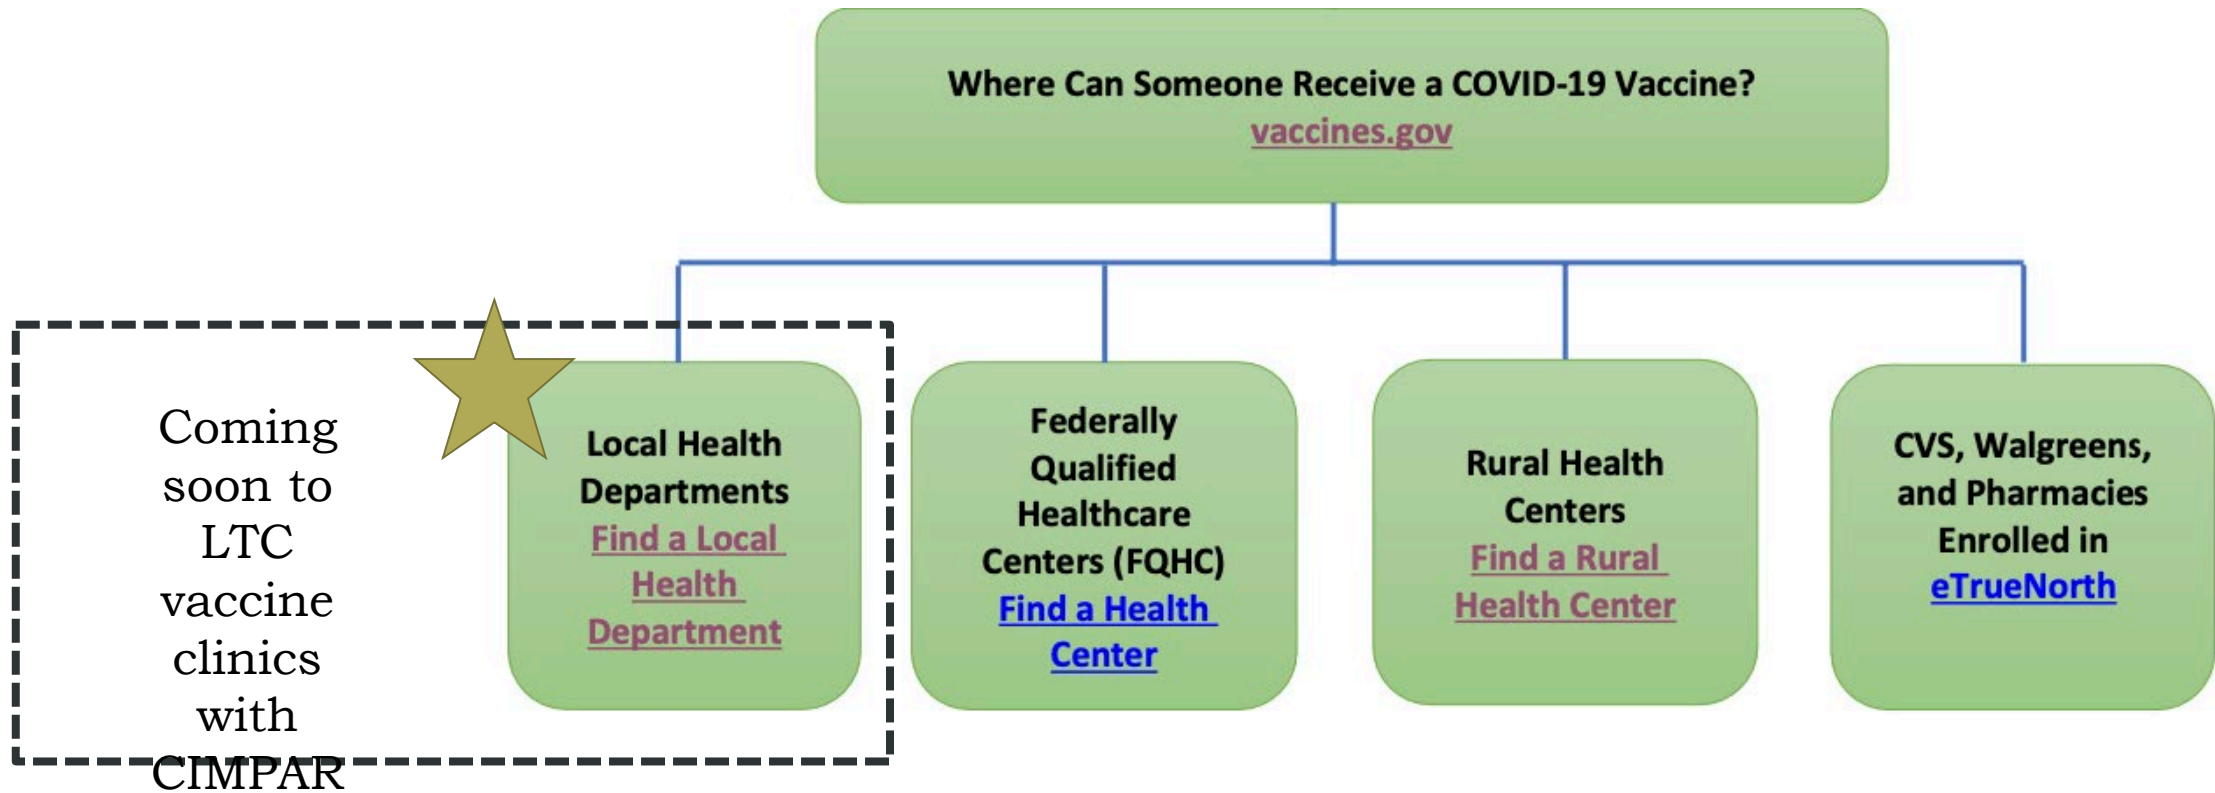 Where Can Someone Receive a COVID-19 Vaccine?
vaccines.gov
Coming
soon to
LTC
vaccine
clinics
with
CIMPAR
Local Health
Departments
Find a Local
Health
Department
Federally
Qualified
Healthcare
Centers (FQHC)
Find a Health
Center
Rural Health
Centers
Find a Rural
Health Center
CVS, Walgreens,
and Pharmacies
Enrolled in
eTrueNorth